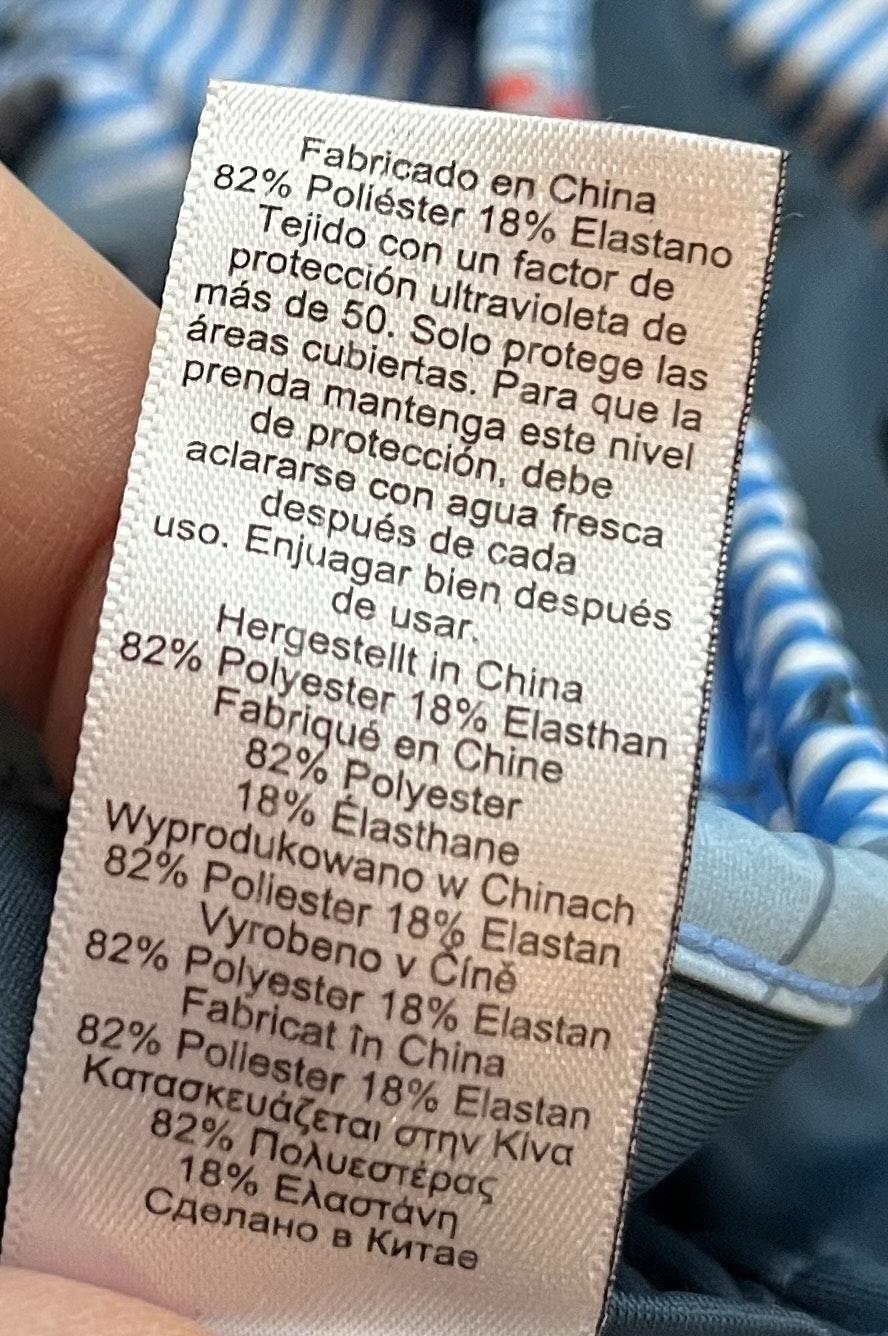 Fabricado en China
82% Poliéster 18% Elastano
Tejido con un factor de
protección ultravioleta de
más de 50. Solo protege las
áreas cubiertas. Para que la
prenda mantenga este nivel
de protección, debe
aclararse con agua fresca
después de cada
uso. Enjuagar bien después
de usar.
Hergestellt in China
82% Polyester 18% Elasthan
Fabriqué en Chine
82% Polyester
18% Élasthane
Wyprodukowano w Chinach
82% Poliester 18% Elastan
Vyrobeno v Číně
82% Polyester 18% Elastan
Fabricat în China
82% Poliester 18% Elastan
Κατασκευάζεται στην Κίνα
82% Πολυεστέρας
18% Ελαστάνη
Сделано в Китае